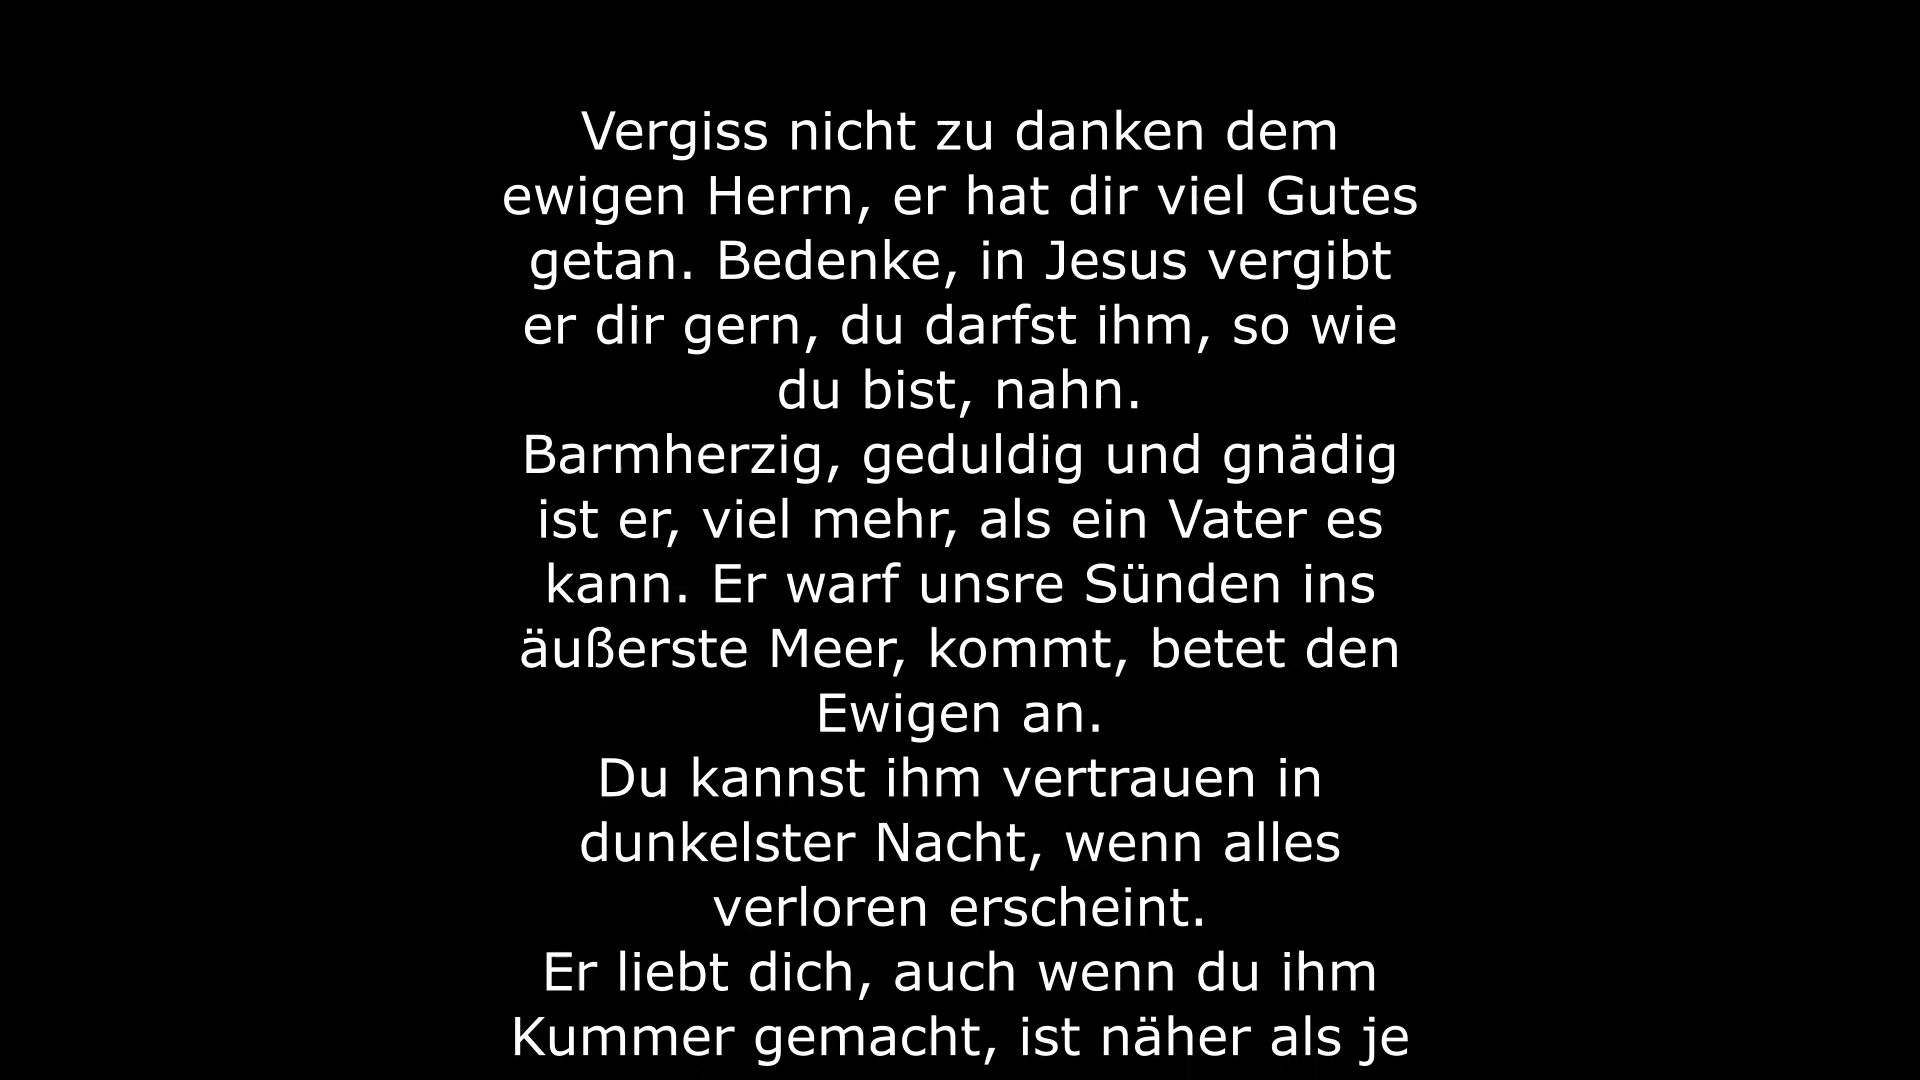 Vergiss nicht zu danken dem
ewigen Herrn, er hat dir viel Gutes
getan. Bedenke, in Jesus vergibt
er dir gern, du darfst ihm, so wie
du bist, nahn.
Barmherzig, geduldig und gnädig
ist er, viel mehr, als ein Vater es
kann. Er warf unsre Sünden ins
äußerste Meer, kommt, betet den
Ewigen an.
Du kannst ihm vertrauen in
dunkelster Nacht, wenn alles
verloren erscheint.
Er liebt dich, auch wenn du ihm
Kummer gemacht, ist näher als je